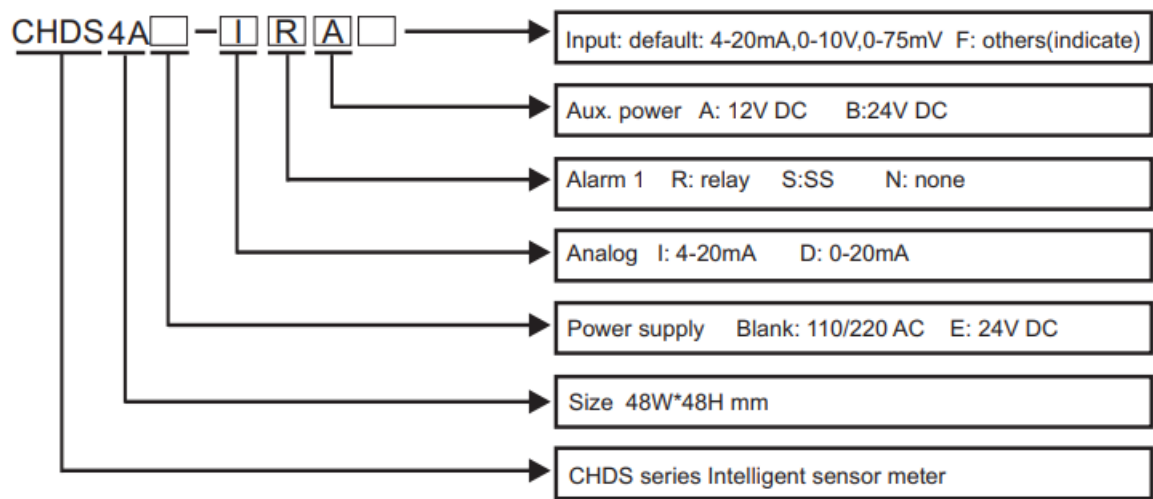 CHDS4A - I R A
Input: default: 4-20mA,0-10V,0-75mV F: others(indicate)
Aux. power A: 12V DC B:24V DC
Alarm 1 R: relay S:SS N: none
Analog I: 4-20mA D: 0-20mA
Power supply Blank: 110/220 AC E: 24V DC
Size 48W*48H mm
CHDS series Intelligent sensor meter